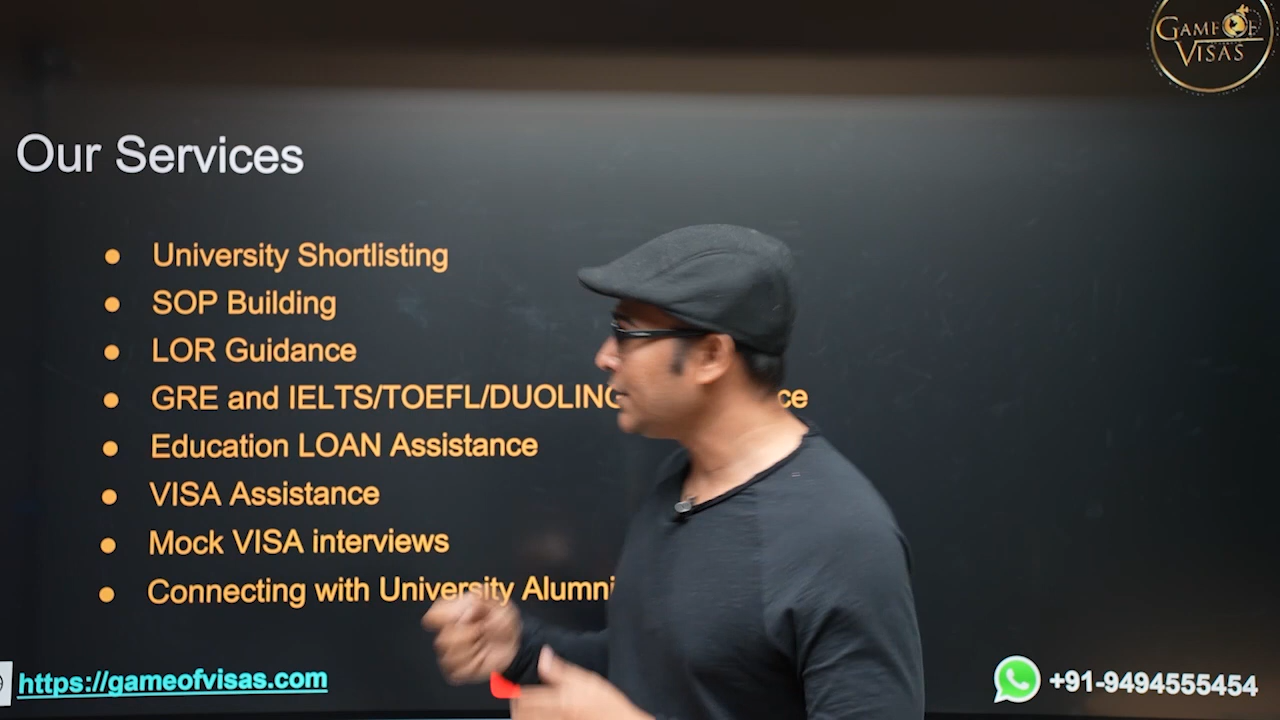 GAME OF
VISAS
Our Services
● University Shortlisting
● SOP Building
● LOR Guidance
● GRE and IELTS/TOEFL/DUOLING
● Education LOAN Assistance
● VISA Assistance
● Mock VISA interviews
● Connecting with University Alumni
https://gameofvisas.com
+91-9494555454